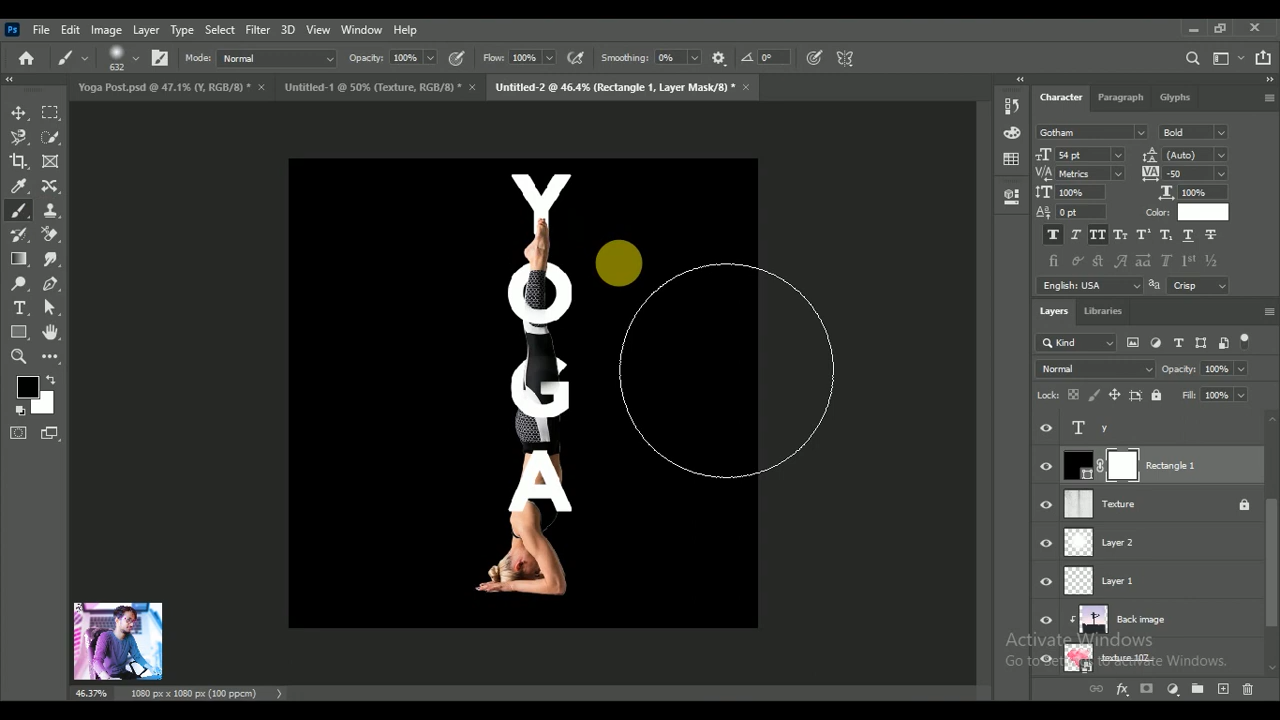 Ps File Edit Image Layer Type Select Filter 3D View Window Help
632 Mode: Normal Opacity: 100% Flow: 100% Smoothing: 0% 0°
Yoga Post.psd @ 47.1% (Y, RGB/8) * × Untitled-1 @ 50% (Texture, RGB/8) * × Untitled-2 @ 46.4% (Rectangle 1, Layer Mask/8) * ×
Y
O
G
A
Character Paragraph Glyphs
Gotham Bold
54 pt (Auto)
Metrics -50
100% 100%
0 pt Color:
English: USA Crisp
Layers Libraries
Kind
Normal Opacity: 100%
Lock: Fill: 100%
y
Rectangle 1
Texture
Layer 2
Layer 1
Back image
texture 107
Activate Windows
Go to Settings to activate Windows.
46.37% 1080 px x 1080 px (100 ppcm)